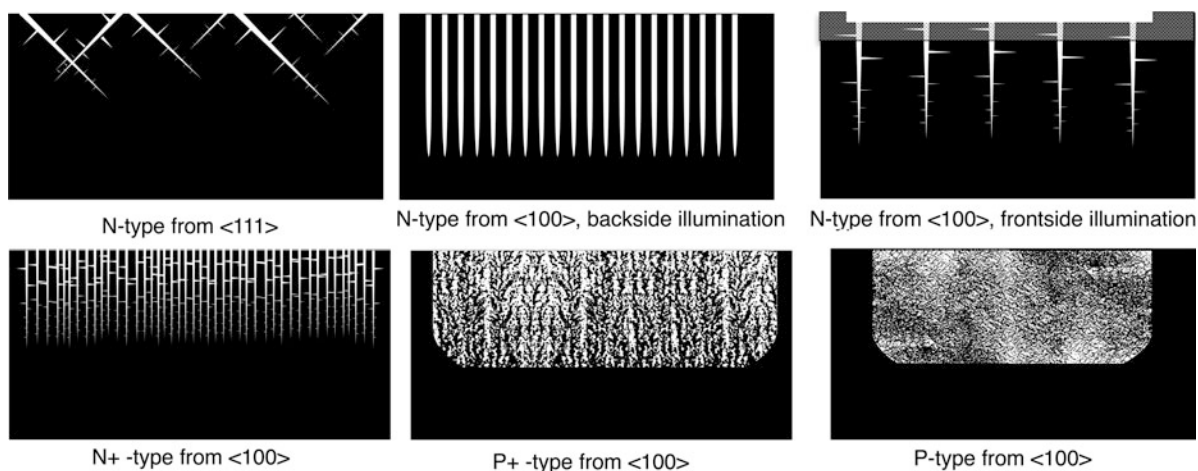 N-type from <111>
N-type from <100>, backside illumination
N-type from <100>, frontside illumination
N+ -type from <100>
P+ -type from <100>
P-type from <100>